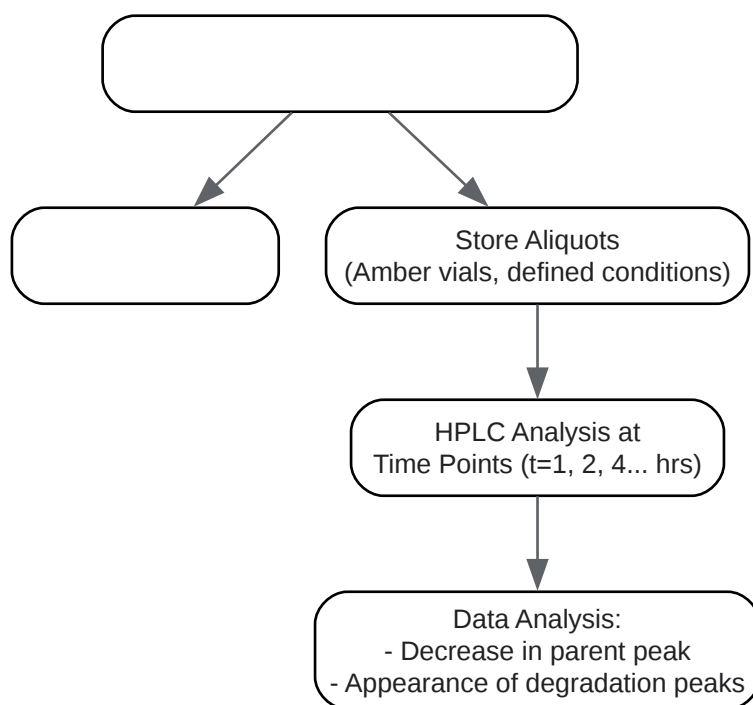 Store Aliquots
(Amber vials, defined conditions)
HPLC Analysis at
Time Points (t=1, 2, 4... hrs)
Data Analysis:
- Decrease in parent peak
- Appearance of degradation peaks